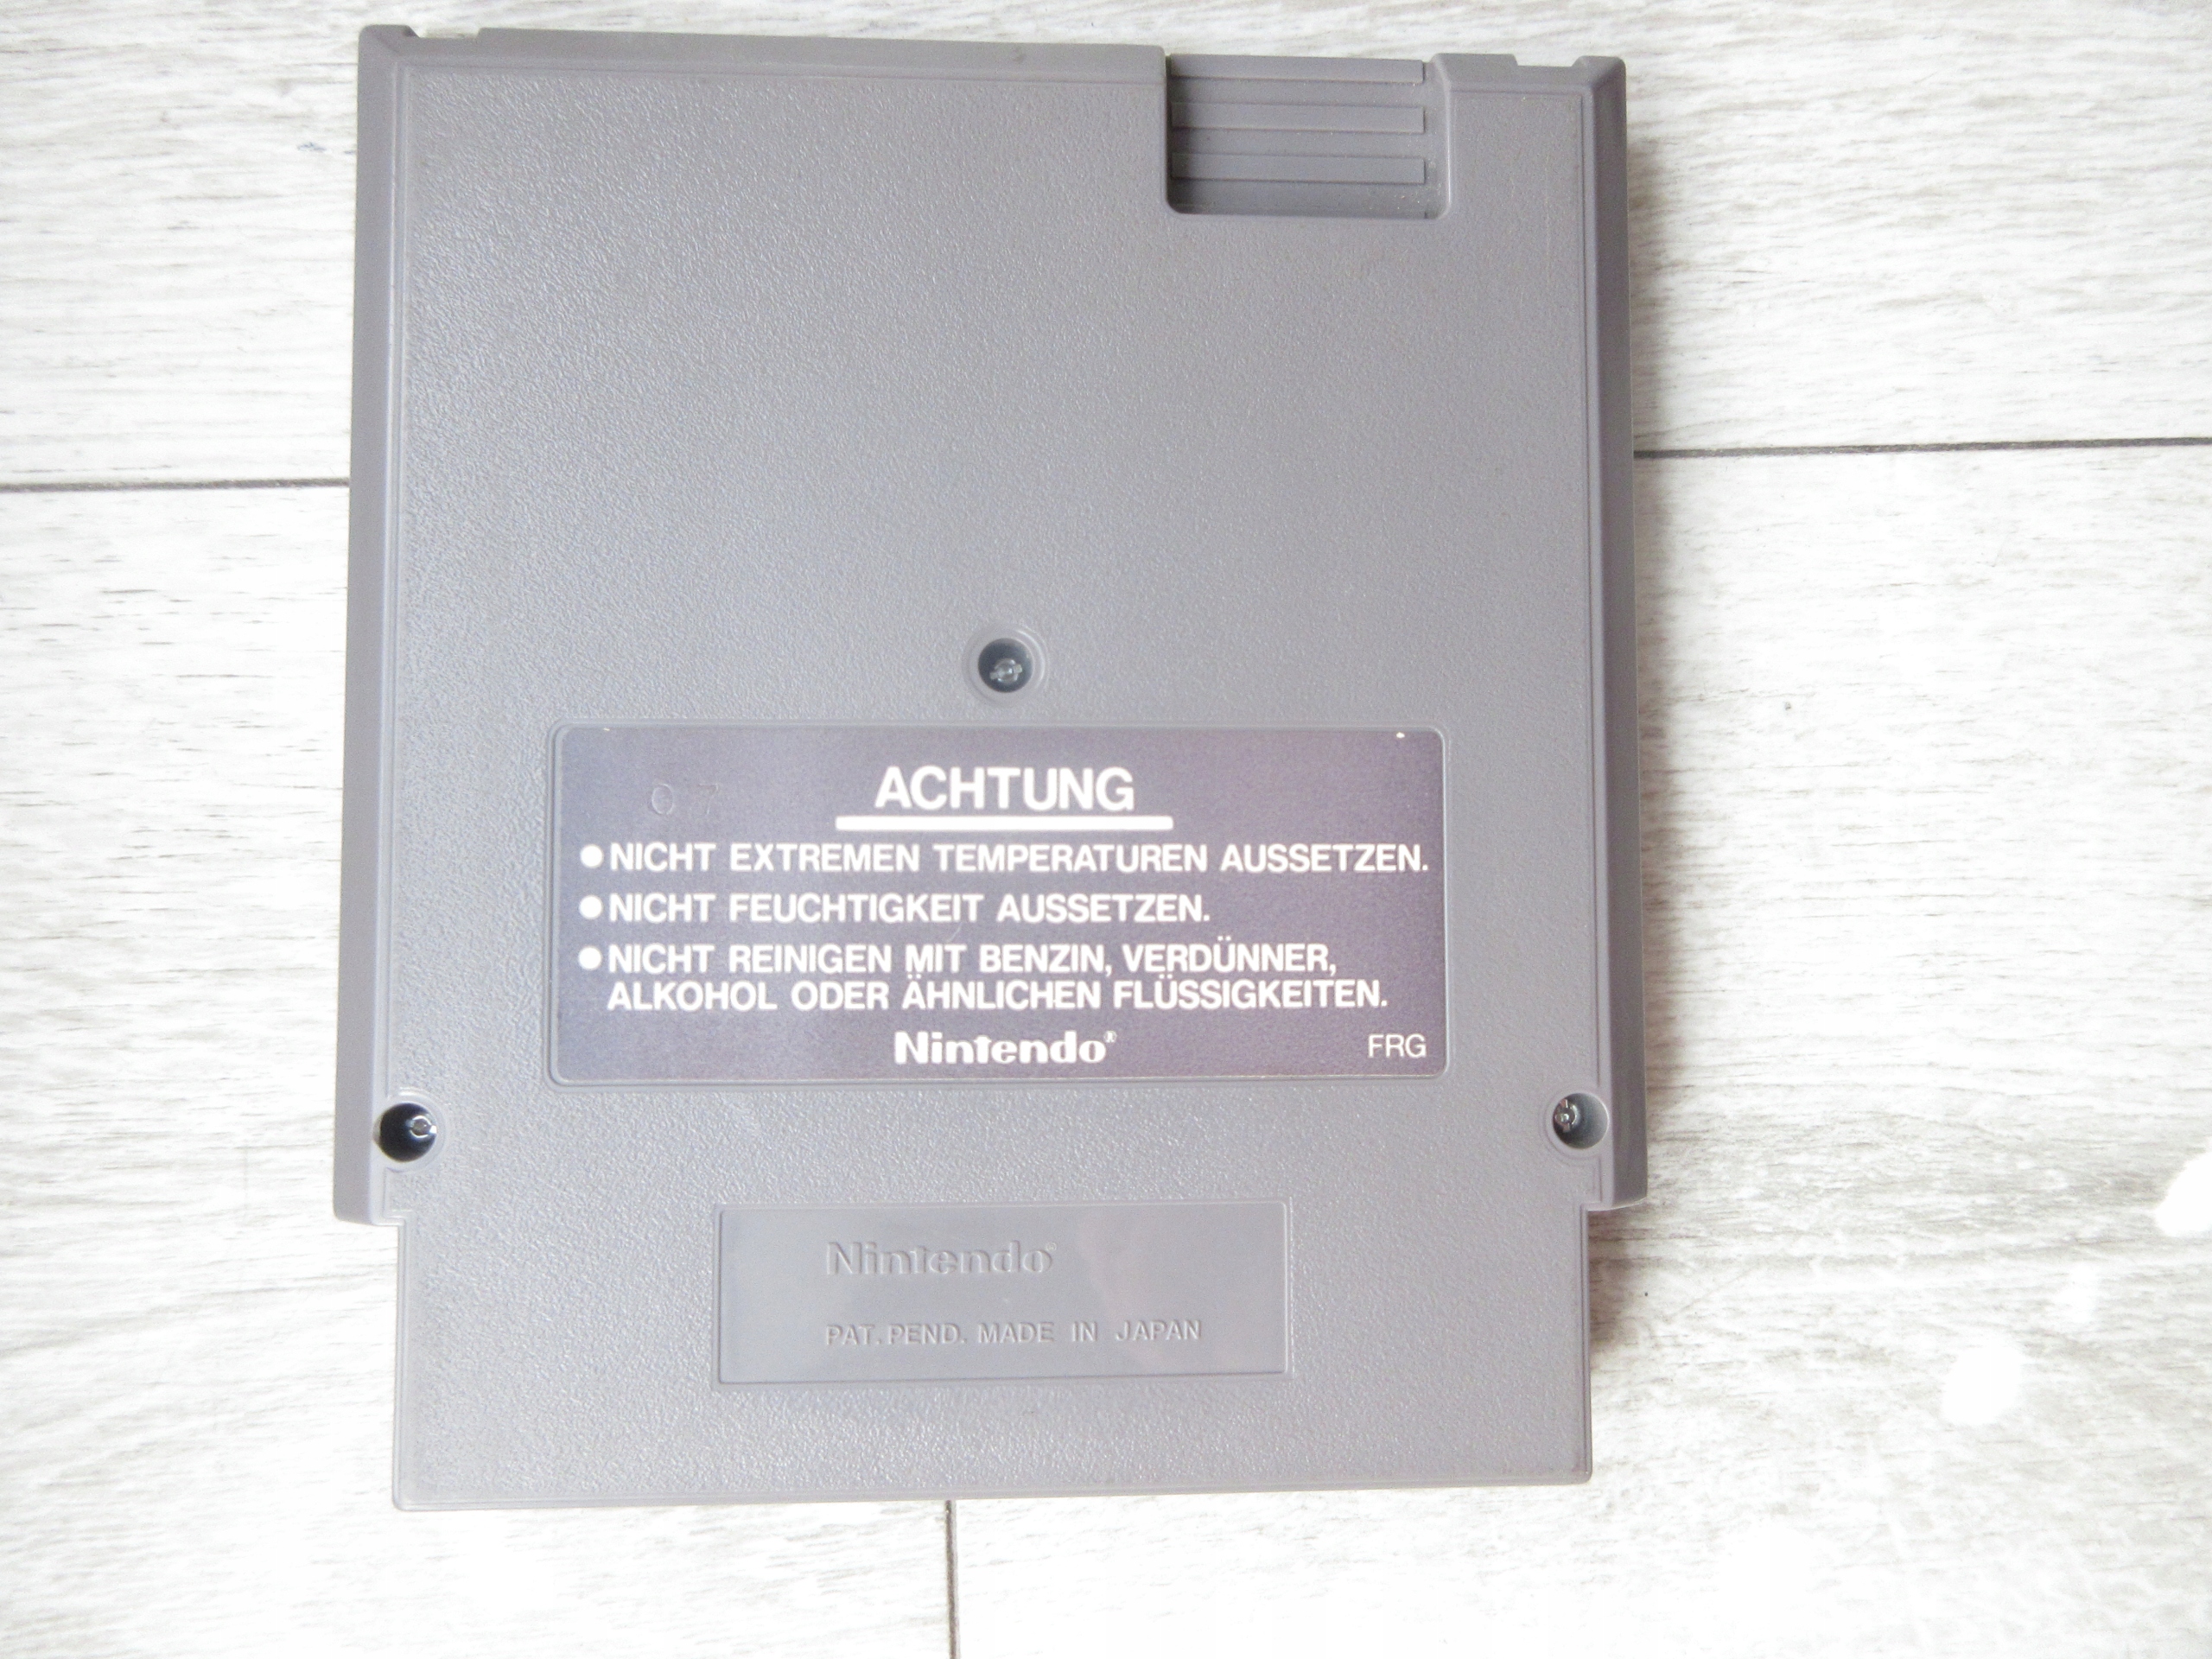 07
ACHTUNG
●NICHT EXTREMEN TEMPERATUREN AUSSETZEN.
●NICHT FEUCHTIGKEIT AUSSETZEN.
●NICHT REINIGEN MIT BENZIN, VERDÜNNER,
ALKOHOL ODER ÄHNLICHEN FLÜSSIGKEITEN.
Nintendo®
FRG
Nintendo®
PAT. PEND. MADE IN JAPAN